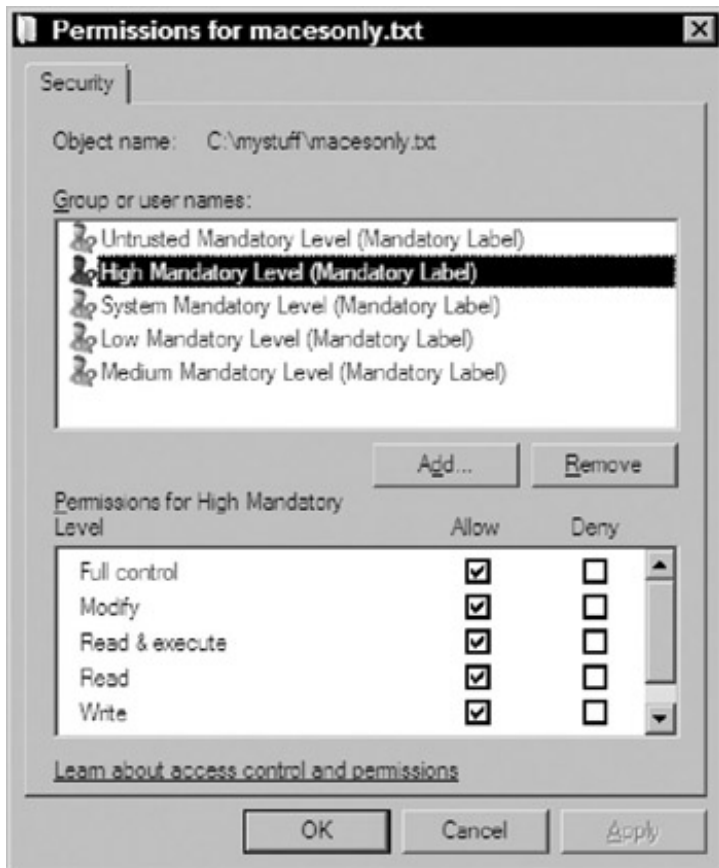 Permissions for macesonly.txt
Security
Object name: C:\mystuff\macesonly.txt
Group or user names:
Untrusted Mandatory Level (Mandatory Label)
High Mandatory Level (Mandatory Label)
System Mandatory Level (Mandatory Label)
Low Mandatory Level (Mandatory Label)
Medium Mandatory Level (Mandatory Label)
Add... Remove
Permissions for High Mandatory
Level Allow Deny
Full control
Modify
Read & execute
Read
Write
Learn about access control and permissions
OK Cancel Apply